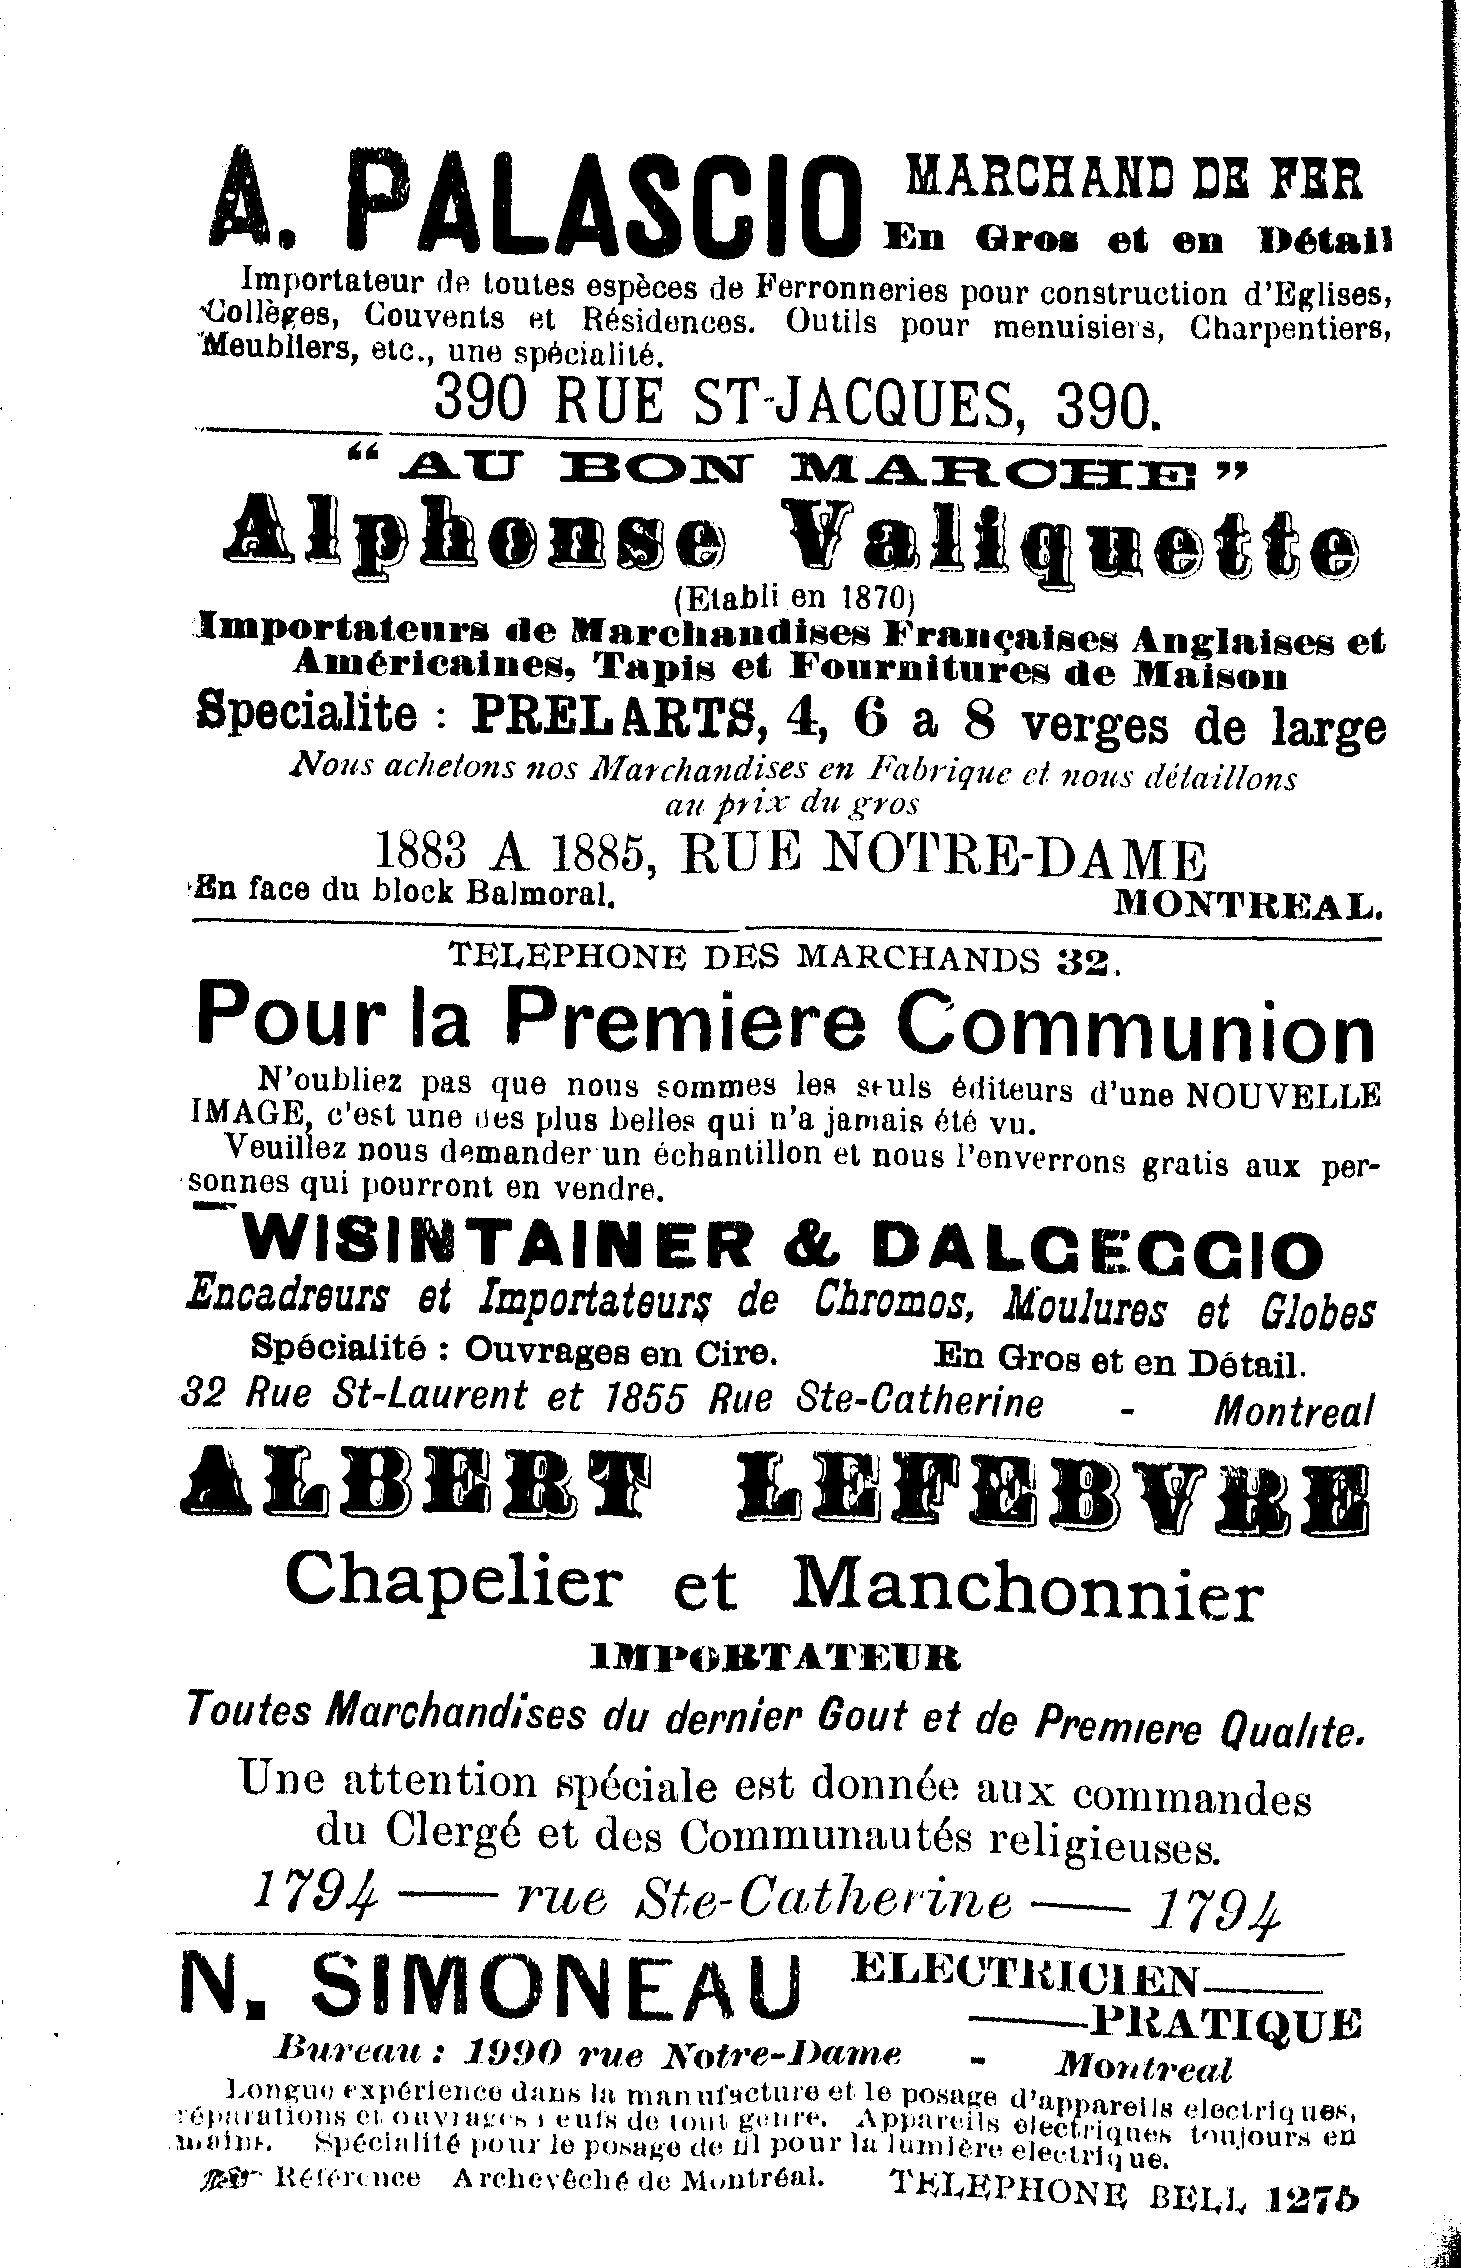 A. PALASCIO MARCHAND DE FER
En Gros et en Détail
Importateur de toutes espèces de Ferronneries pour construction d'Eglises,
Collèges, Couvents et Résidences. Outils pour menuisiers, Charpentiers,
Meubliers, etc., une spécialité.
390 RUE ST-JACQUES, 390.
“ AU BON MARCHE ”
Alphonse Valiquette
(Etabli en 1870)
Importateurs de Marchandises Françaises Anglaises et
Américaines, Tapis et Fournitures de Maison
Specialite : PRELARTS, 4, 6 a 8 verges de large
Nous achetons nos Marchandises en Fabrique et nous détaillons
au prix du gros
1883 A 1885, RUE NOTRE-DAME
En face du block Balmoral. MONTREAL.
TELEPHONE DES MARCHANDS 32.
Pour la Premiere Communion
N'oubliez pas que nous sommes les seuls éditeurs d'une NOUVELLE
IMAGE, c'est une des plus belles qui n'a jamais été vu.
Veuillez nous demander un échantillon et nous l'enverrons gratis aux per-
sonnes qui pourront en vendre.
WISINTAINER & DALGEGGIO
Encadreurs et Importateurs de Chromos, Moulures et Globes
Spécialité : Ouvrages en Cire. En Gros et en Détail.
32 Rue St-Laurent et 1855 Rue Ste-Catherine - Montreal
ALBERT LEFEBVRE
Chapelier et Manchonnier
IMPORTATEUR
Toutes Marchandises du dernier Gout et de Premiere Qualite.
Une attention spéciale est donnée aux commandes
du Clergé et des Communautés religieuses.
1794 — rue Ste-Catherine — 1794
N. SIMONEAU ELECTRICIEN—
—PRATIQUE
Bureau : 1990 rue Notre-Dame - Montreal
Longue expérience dans la manufacture et le posage d'appareils electriques,
réparations et ouvrages neufs de tout genre. Appareils electriques toujours en
mains. Spécialité pour le posage de fil pour la lumière electrique.
☞ Référence Archevêché de Montréal. TELEPHONE BELL 1275